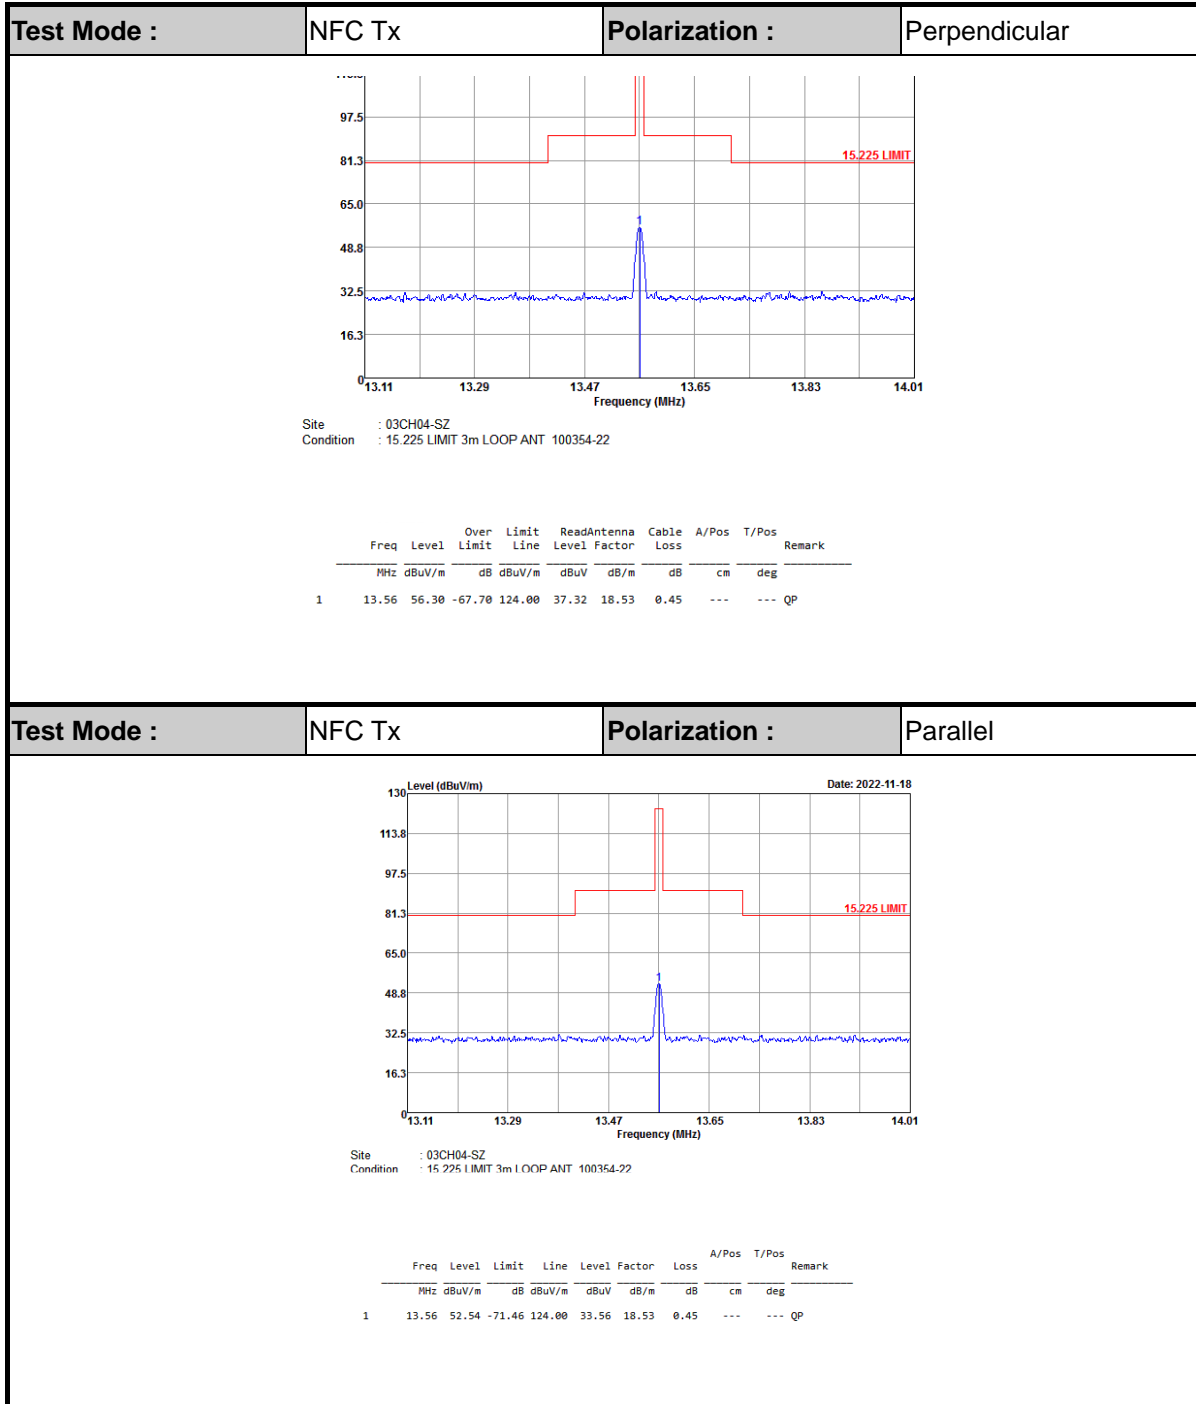 Test Mode : NFC Tx Polarization : Perpendicular
97.5
81.3
15.225 LIMIT
65.0
1
48.8
32.5
16.3
0
13.11 13.29 13.47 13.65 13.83 14.01
Frequency (MHz)
Site : 03CH04-SZ
Condition : 15.225 LIMIT 3m LOOP ANT 100354-22
Over Limit ReadAntenna Cable A/Pos T/Pos
Freq Level Limit Line Level Factor Loss Remark
MHz dBuV/m dB dBuV/m dBuV dB/m dB cm deg
1 13.56 56.30 -67.70 124.00 37.32 18.53 0.45 --- --- QP
Test Mode : NFC Tx Polarization : Parallel
Level (dBuV/m) Date: 2022-11-18
130
113.8
97.5
81.3
15.225 LIMIT
65.0
1
48.8
32.5
16.3
0
13.11 13.29 13.47 13.65 13.83 14.01
Frequency (MHz)
Site : 03CH04-SZ
Condition : 15.225 LIMIT 3m LOOP ANT 100354-22
A/Pos T/Pos
Freq Level Limit Line Level Factor Loss Remark
MHz dBuV/m dB dBuV/m dBuV dB/m dB cm deg
1 13.56 52.54 -71.46 124.00 33.56 18.53 0.45 --- --- QP